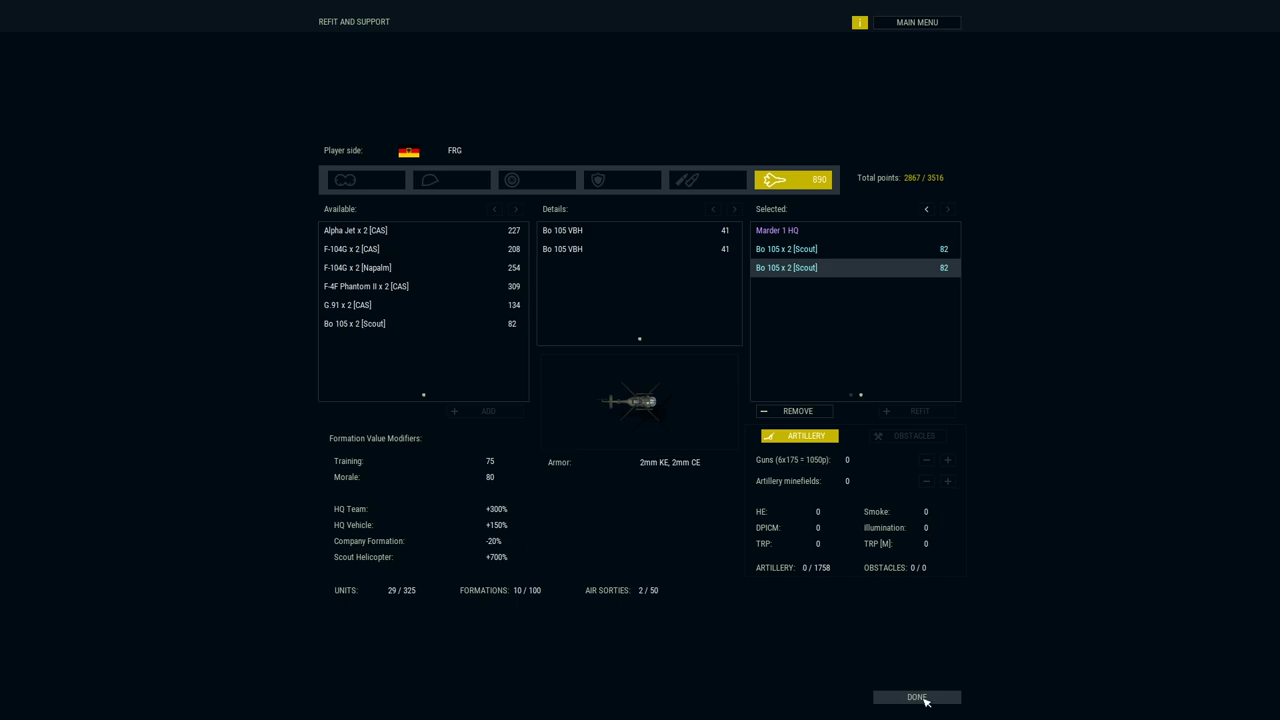 REFIT AND SUPPORT
i
MAIN MENU
Player side:
FRG
890
Total points: 2867 / 3516
Available:
Details:
Selected:
Alpha Jet x 2 [CAS] 227
F-104G x 2 [CAS] 208
F-104G x 2 [Napalm] 254
F-4F Phantom II x 2 [CAS] 309
G.91 x 2 [CAS] 134
Bo 105 x 2 [Scout] 82
Bo 105 VBH 41
Bo 105 VBH 41
Marder 1 HQ
Bo 105 x 2 [Scout] 82
Bo 105 x 2 [Scout] 82
ADD
REMOVE
REFIT
Formation Value Modifiers:
Training: 75
Morale: 80
HQ Team: +300%
HQ Vehicle: +150%
Company Formation: -20%
Scout Helicopter: +700%
Armor: 2mm KE, 2mm CE
ARTILLERY
OBSTACLES
Guns (6x175 = 1050p): 0
Artillery minefields: 0
HE: 0 Smoke: 0
DPICM: 0 Illumination: 0
TRP: 0 TRP [M]: 0
ARTILLERY: 0 / 1758 OBSTACLES: 0 / 0
UNITS: 29 / 325 FORMATIONS: 10 / 100 AIR SORTIES: 2 / 50
DONE